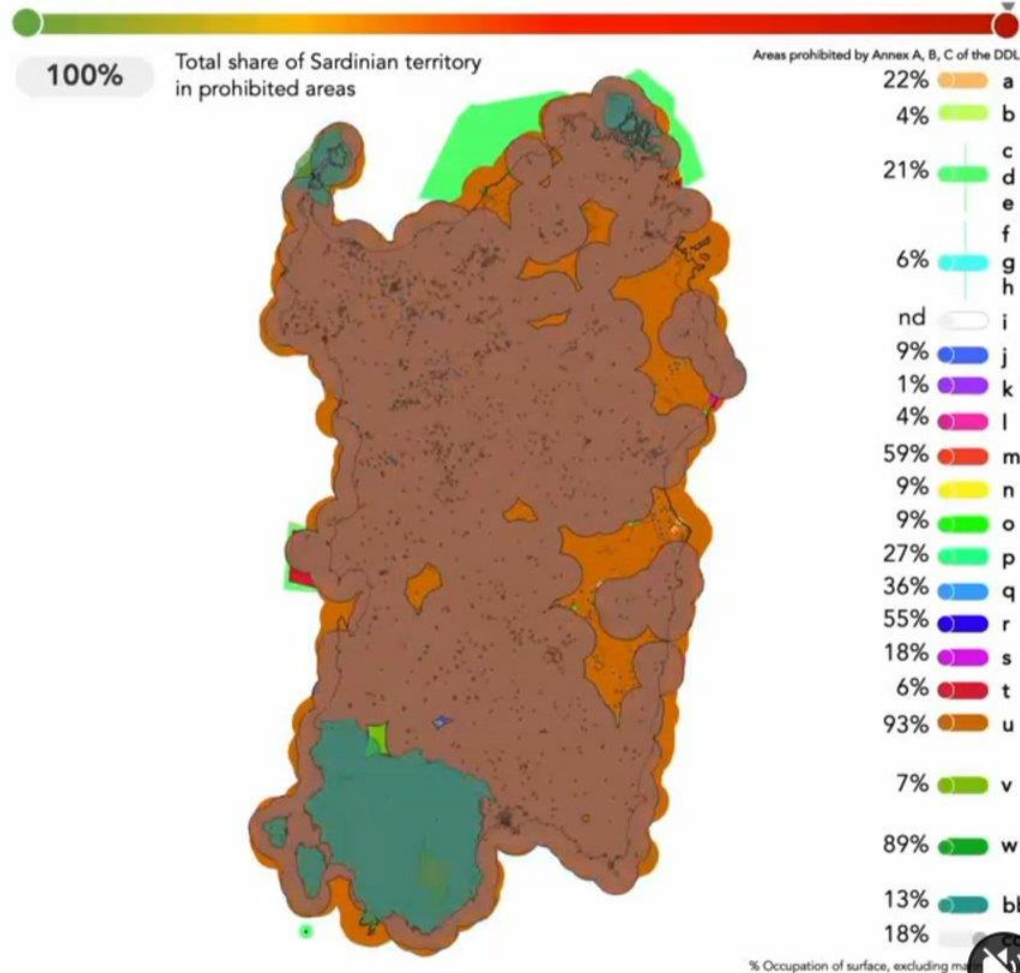 100%
Total share of Sardinian territory
in prohibited areas
Areas prohibited by Annex A, B, C of the DDL
22% a
4% b
c
21% d
e
f
6% g
h
nd i
9% j
1% k
4% l
59% m
9% n
9% o
27% p
36% q
55% r
18% s
6% t
93% u
7% v
89% w
13% bb
18%
% Occupation of surface, excluding